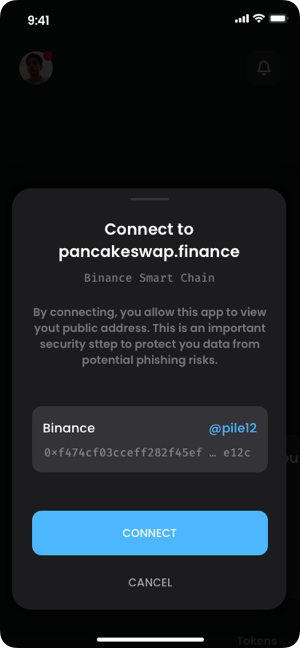 9:41
Connect to
pancakeswap.finance
Binance Smart Chain
By connecting, you allow this app to view
yout public address. This is an important
security sttep to protect you data from
potential phishing risks.
Binance @pile12
0×f474cf03cceff282f45ef … e12c
CONNECT
CANCEL
Tokens